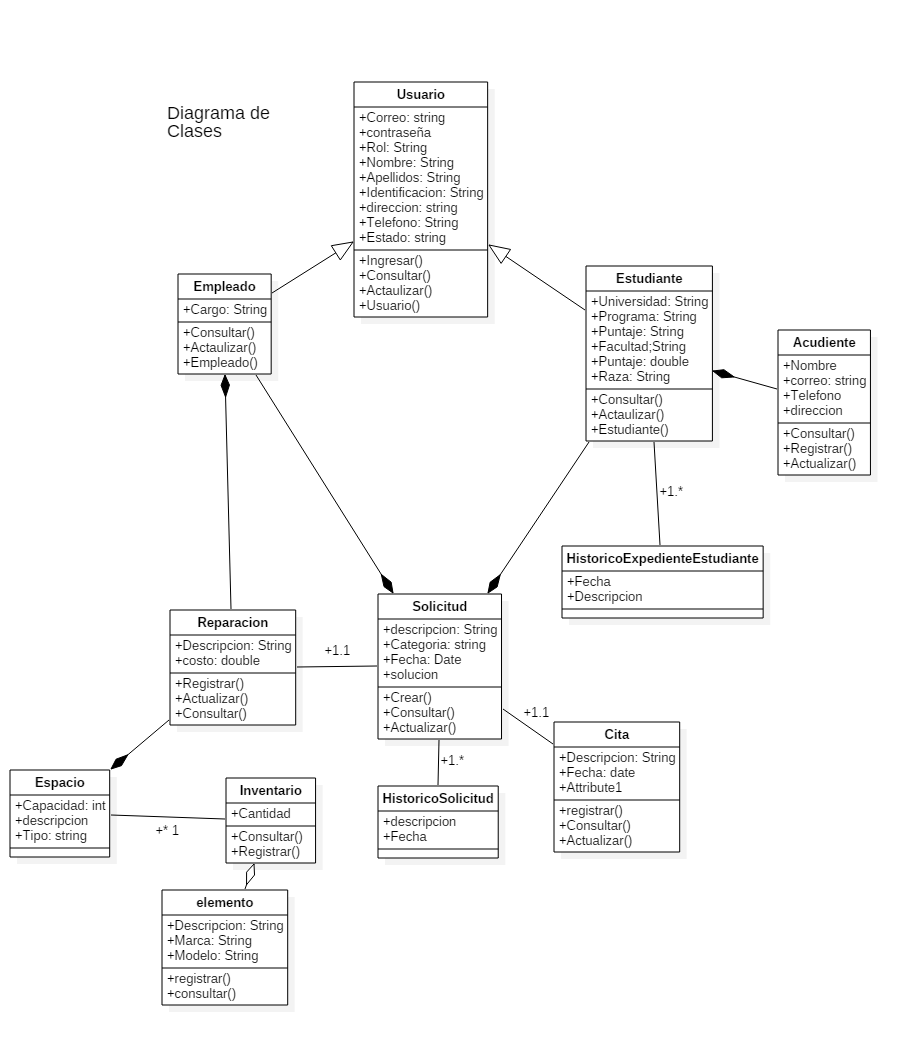 Diagrama de
Clases
Usuario
+Correo: string
+contraseña
+Rol: String
+Nombre: String
+Apellidos: String
+Identificacion: String
+direccion: string
+Telefono: String
+Estado: string
+Ingresar()
+Consultar()
+Actaulizar()
+Usuario()
Empleado
+Cargo: String
+Consultar()
+Actaulizar()
+Empleado()
Estudiante
+Universidad: String
+Programa: String
+Puntaje: String
+Facultad;String
+Puntaje: double
+Raza: String
+Consultar()
+Actaulizar()
+Estudiante()
Acudiente
+Nombre
+correo: string
+Telefono
+direccion
+Consultar()
+Registrar()
+Actualizar()
+1.*
HistoricoExpedienteEstudiante
+Fecha
+Descripcion
Reparacion
+Descripcion: String
+costo: double
+Registrar()
+Actualizar()
+Consultar()
+1.1
Solicitud
+descripcion: String
+Categoria: string
+Fecha: Date
+solucion
+Crear()
+Consultar()
+Actualizar()
+1.1
Cita
+Descripcion: String
+Fecha: date
+Attribute1
+registrar()
+Consultar()
+Actualizar()
+1.*
HistoricoSolicitud
+descripcion
+Fecha
Espacio
+Capacidad: int
+descripcion
+Tipo: string
+* 1
Inventario
+Cantidad
+Consultar()
+Registrar()
elemento
+Descripcion: String
+Marca: String
+Modelo: String
+registrar()
+consultar()